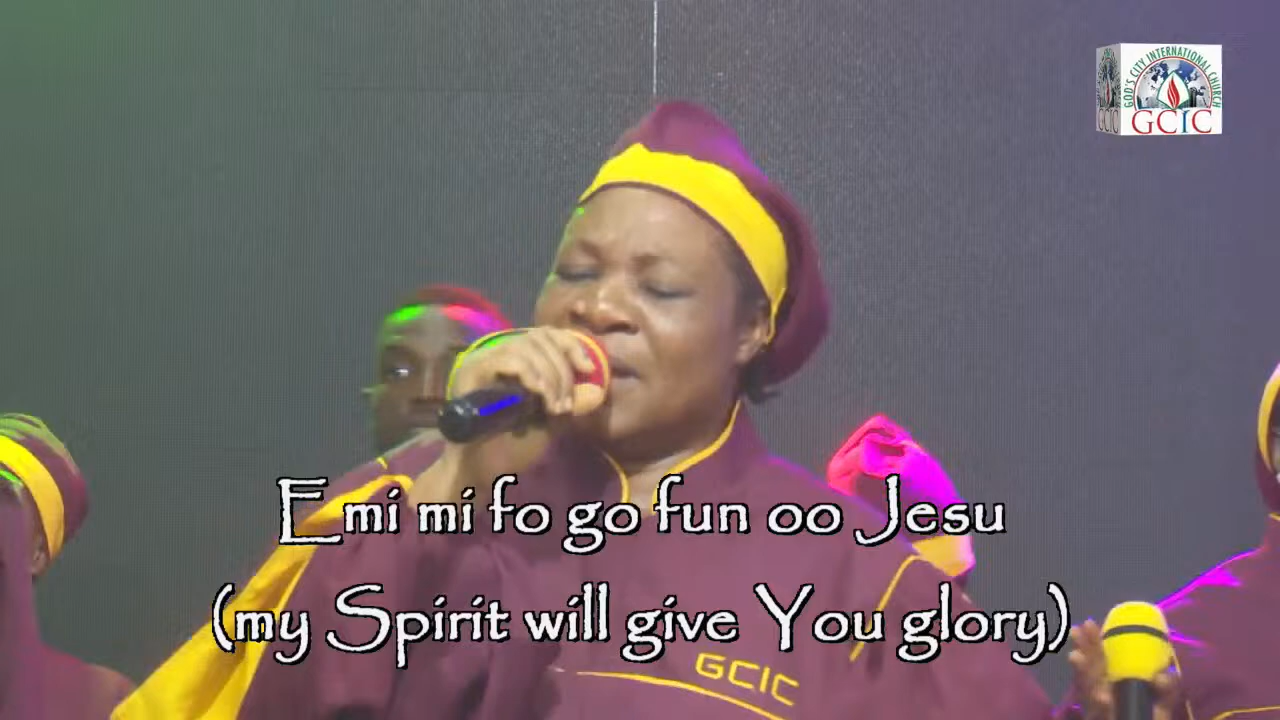 GOD'S CITY INTERNATIONAL CHURCH
GCIC
GCIC
Emi mi fo go fun oo Jesu
(my Spirit will give You glory)
GCIC